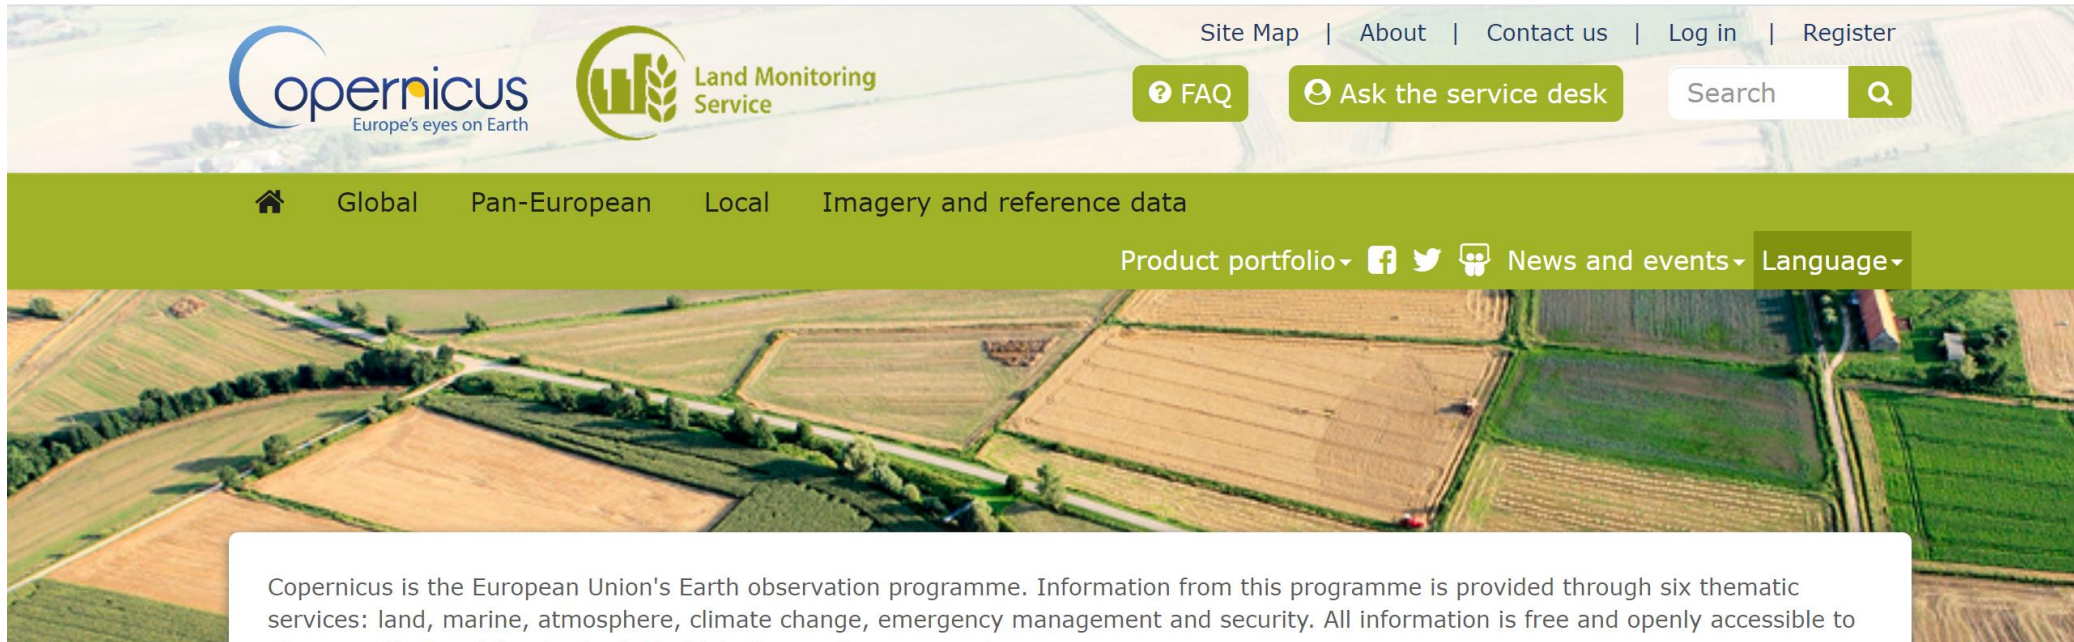 Site Map | About | Contact us | Log in | Register
opernicus
Europe's eyes on Earth
Land Monitoring
Service
FAQ
Ask the service desk
Search
Global Pan-European Local Imagery and reference data
Product portfolio News and events Language
Copernicus is the European Union's Earth observation programme. Information from this programme is provided through six thematic
services: land, marine, atmosphere, climate change, emergency management and security. All information is free and openly accessible to